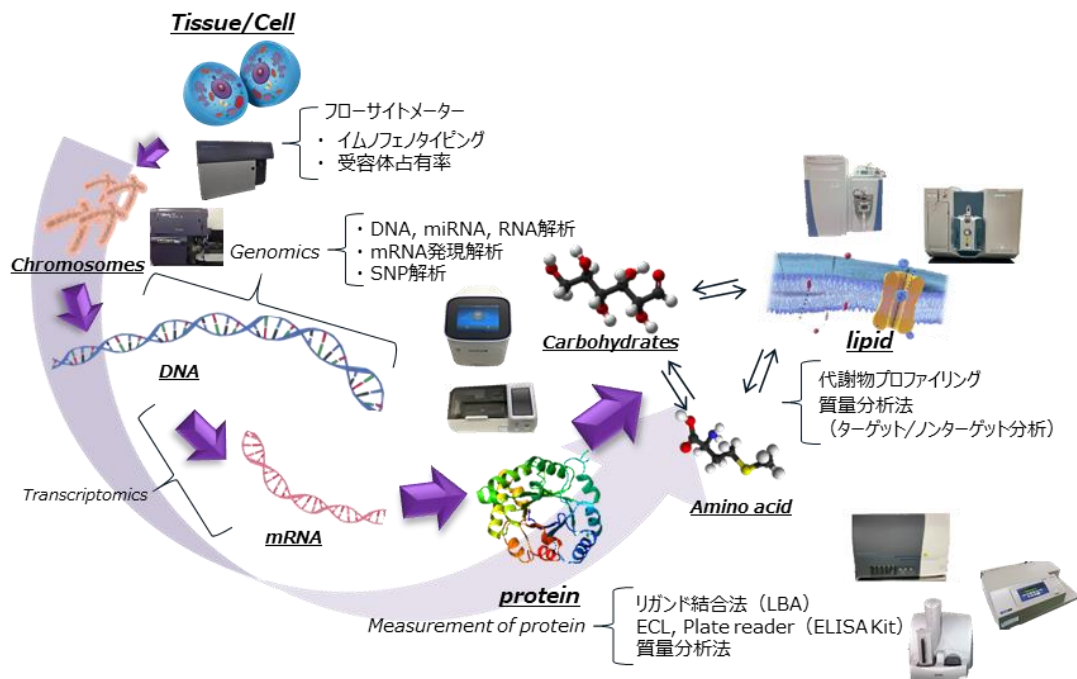 Tissue/Cell
フローサイトメーター
・ イムノフェノタイピング
・ 受容体占有率
Chromosomes
Genomics
・DNA, miRNA, RNA解析
・mRNA発現解析
・SNP解析
DNA
Carbohydrates
lipid
代謝物プロファイリング
質量分析法
（ターゲット/ノンターゲット分析）
Transcriptomics
mRNA
Amino acid
protein
Measurement of protein
リガンド結合法（LBA）
ECL, Plate reader（ELISA Kit）
質量分析法